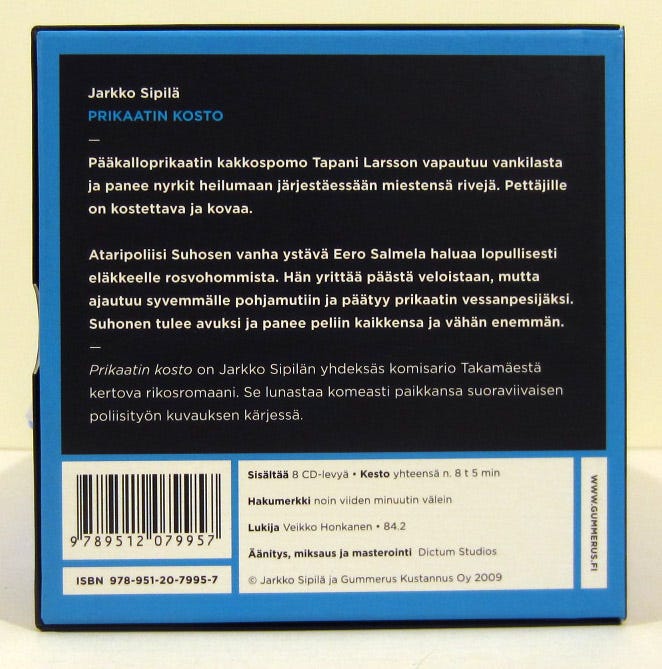 Jarkko Sipilä
PRIKAATIN KOSTO
—
Pääkalloprikaatin kakkospomo Tapani Larsson vapautuu vankilasta
ja panee nyrkit heilumaan järjestäessään miestensä rivejä. Pettäjille
on kostettava ja kovaa.
Ataripoliisi Suhosen vanha ystävä Eero Salmela haluaa lopullisesti
eläkkeelle rosvohommista. Hän yrittää päästä veloistaan, mutta
ajautuu syvemmälle pohjamutiin ja päätyy prikaatin vessanpesijäksi.
Suhonen tulee avuksi ja panee peliin kaikkensa ja vähän enemmän.
—
Prikaatin kosto on Jarkko Sipilän yhdeksäs komisario Takamäestä
kertova rikosromaani. Se lunastaa komeasti paikkansa suoraviivaisen
poliisityön kuvauksen kärjessä.
9 789512 079957
ISBN 978-951-20-7995-7
Sisältää 8 CD-levyä • Kesto yhteensä n. 8 t 5 min
Hakumerkki noin viiden minuutin välein
Lukija Veikko Honkanen • 84.2
Äänitys, miksaus ja masterointi Dictum Studios
© Jarkko Sipilä ja Gummerus Kustannus Oy 2009
WWW.GUMMERUS.FI